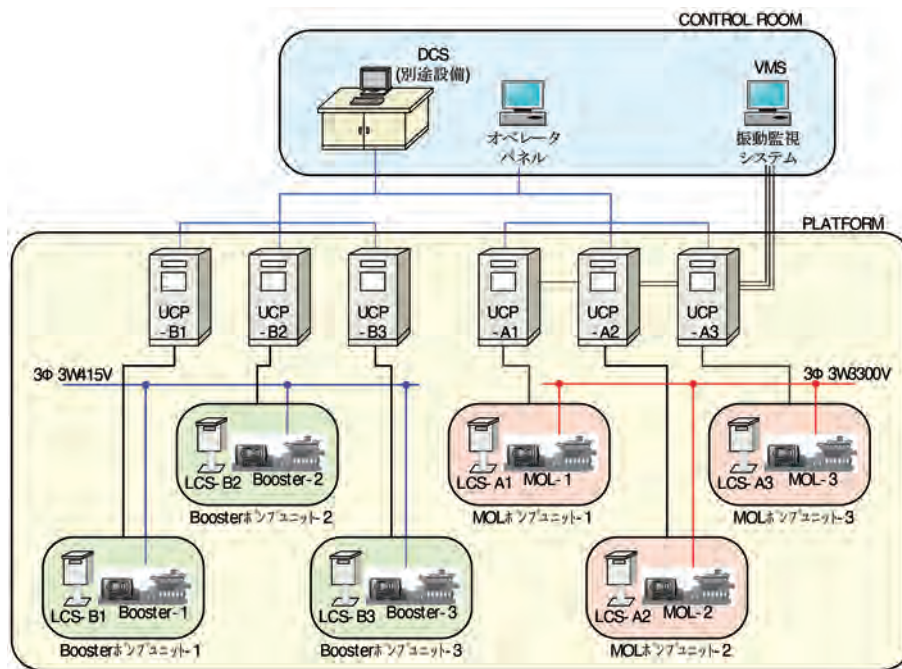 CONTROL ROOM
DCS
(別途設備)
オペレータ
パネル
VMS
振動監視
システム
PLATFORM
UCP
-B1
UCP
-B2
UCP
-B3
UCP
-A1
UCP
-A2
UCP
-A3
3Φ 3W415V
3Φ 3W3300V
LCS-B2
Booster-2
Boosterポンプユニット-2
LCS-A1
MOL-1
MOLポンプユニット-1
LCS-A3
MOL-3
MOLポンプユニット-3
LCS-B1
Booster-1
Boosterポンプユニット-1
LCS-B3
Booster-3
Boosterポンプユニット-3
LCS-A2
MOL-2
MOLポンプユニット-2